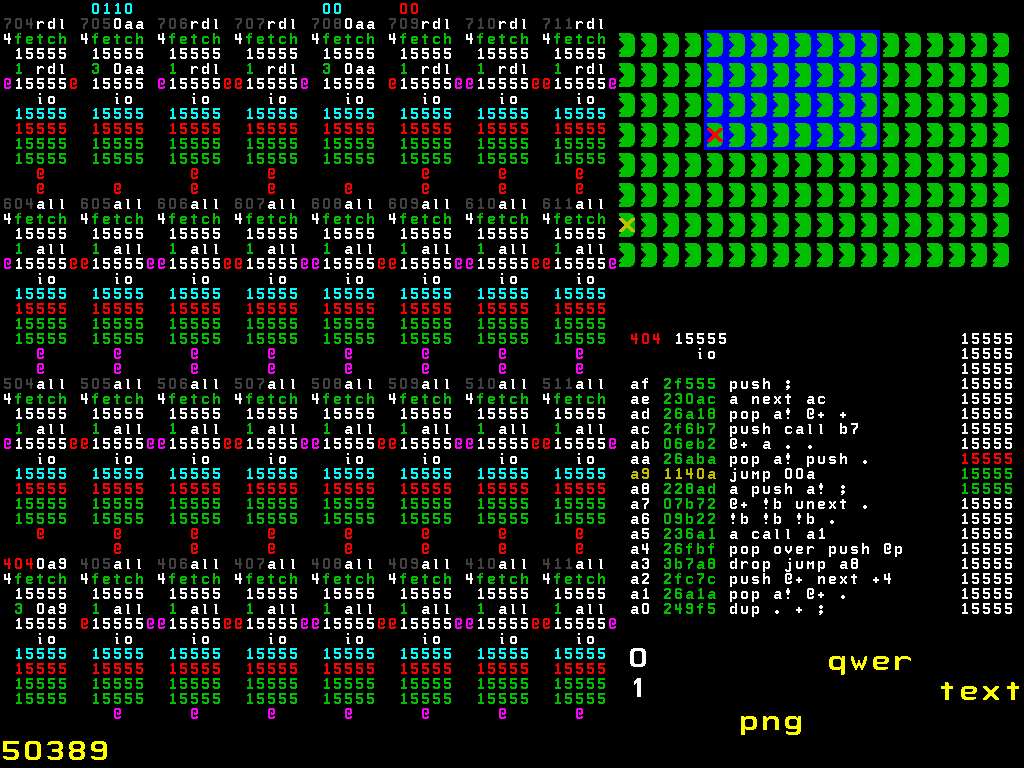 0110 00 00
704rdl 7050aa 706rdl 707rdl 7080aa 709rdl 710rdl 711rdl
4fetch 4fetch 4fetch 4fetch 4fetch 4fetch 4fetch 4fetch
15555 15555 15555 15555 15555 15555 15555 15555
1 rdl 3 0aa 1 rdl 1 rdl 3 0aa 1 rdl 1 rdl 1 rdl
@15555@ 15555 @15555@@15555@ 15555 @15555@@15555@@15555@
io io io io io io io io
15555 15555 15555 15555 15555 15555 15555 15555
15555 15555 15555 15555 15555 15555 15555 15555
15555 15555 15555 15555 15555 15555 15555 15555
15555 15555 15555 15555 15555 15555 15555 15555
@ @ @ @ @ @
@ @ @ @ @ @ @ @
604all 605all 606all 607all 608all 609all 610all 611all
4fetch 4fetch 4fetch 4fetch 4fetch 4fetch 4fetch 4fetch
15555 15555 15555 15555 15555 15555 15555 15555
1 all 1 all 1 all 1 all 1 all 1 all 1 all 1 all
@15555@@15555@@15555@@15555@@15555@@15555@@15555@@15555@
io io io io io io io io
15555 15555 15555 15555 15555 15555 15555 15555
15555 15555 15555 15555 15555 15555 15555 15555
15555 15555 15555 15555 15555 15555 15555 15555
15555 15555 15555 15555 15555 15555 15555 15555
@ @ @ @ @ @ @ @
@ @ @ @ @ @ @ @
504all 505all 506all 507all 508all 509all 510all 511all
4fetch 4fetch 4fetch 4fetch 4fetch 4fetch 4fetch 4fetch
15555 15555 15555 15555 15555 15555 15555 15555
1 all 1 all 1 all 1 all 1 all 1 all 1 all 1 all
@15555@@15555@@15555@@15555@@15555@@15555@@15555@@15555@
io io io io io io io io
15555 15555 15555 15555 15555 15555 15555 15555
15555 15555 15555 15555 15555 15555 15555 15555
15555 15555 15555 15555 15555 15555 15555 15555
15555 15555 15555 15555 15555 15555 15555 15555
@ @ @ @ @ @ @ @
@ @ @ @ @ @ @
4040a9 405all 406all 407all 408all 409all 410all 411all
4fetch 4fetch 4fetch 4fetch 4fetch 4fetch 4fetch 4fetch
15555 15555 15555 15555 15555 15555 15555 15555
3 0a9 1 all 1 all 1 all 1 all 1 all 1 all 1 all
15555 @15555@@15555@@15555@@15555@@15555@@15555@@15555@
io io io io io io io io
15555 15555 15555 15555 15555 15555 15555 15555
15555 15555 15555 15555 15555 15555 15555 15555
15555 15555 15555 15555 15555 15555 15555 15555
15555 15555 15555 15555 15555 15555 15555 15555
@ @ @ @ @ @ @
50389
404 15555 15555
io 15555
15555
af 2f555 push ; 15555
ae 230ac a next ac 15555
ad 26a18 pop a! @+ + 15555
ac 2f6b7 push call b7 15555
ab 06eb2 @+ a . . 15555
aa 26aba pop a! push . 15555
a9 1140a jump 00a 15555
a8 228ad a push a! ; 15555
a7 07b72 @+ !b unext . 15555
a6 09b22 !b !b !b . 15555
a5 236a1 a call a1 15555
a4 26fbf pop over push @p 15555
a3 3b7a8 drop jump a8 15555
a2 2fc7c push @+ next +4 15555
a1 26a1a pop a! @+ . 15555
a0 249f5 dup . + ; 15555
0
qwer
1
text
png